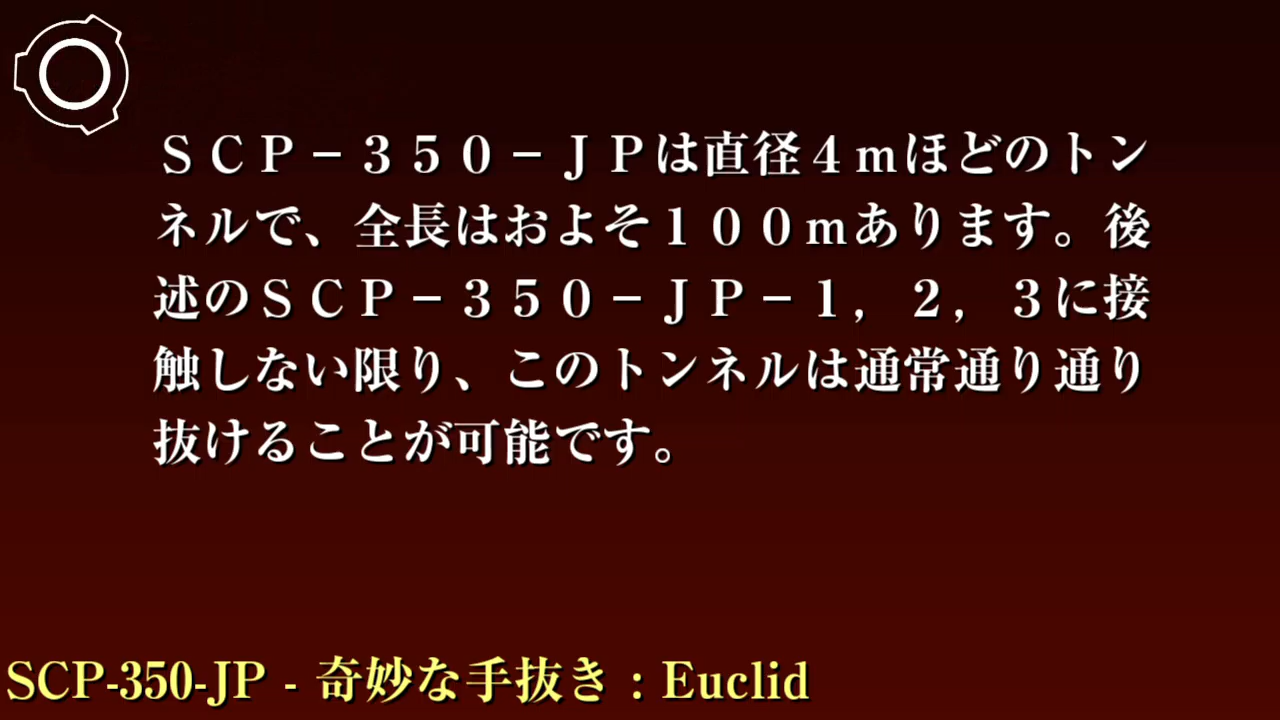 ＳＣＰ－３５０－ＪＰは直径４ｍほどのトン
ネルで、全長はおよそ１００ｍあります。後
述のＳＣＰ－３５０－ＪＰ－１，２，３に接
触しない限り、このトンネルは通常通り通り
抜けることが可能です。
SCP-350-JP - 奇妙な手抜き : Euclid